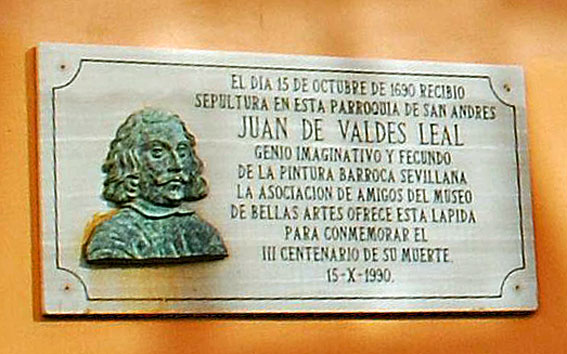 EL DIA 15 DE OCTUBRE DE 1690 RECIBIO
SEPULTURA EN ESTA PARROQUIA DE SAN ANDRES
JUAN DE VALDES LEAL
GENIO IMAGINATIVO Y FECUNDO
DE LA PINTURA BARROCA SEVILLANA
LA ASOCIACION DE AMIGOS DEL MUSEO
DE BELLAS ARTES OFRECE ESTA LAPIDA
PARA CONMEMORAR EL
III CENTENARIO DE SU MUERTE.
15-X-1990.